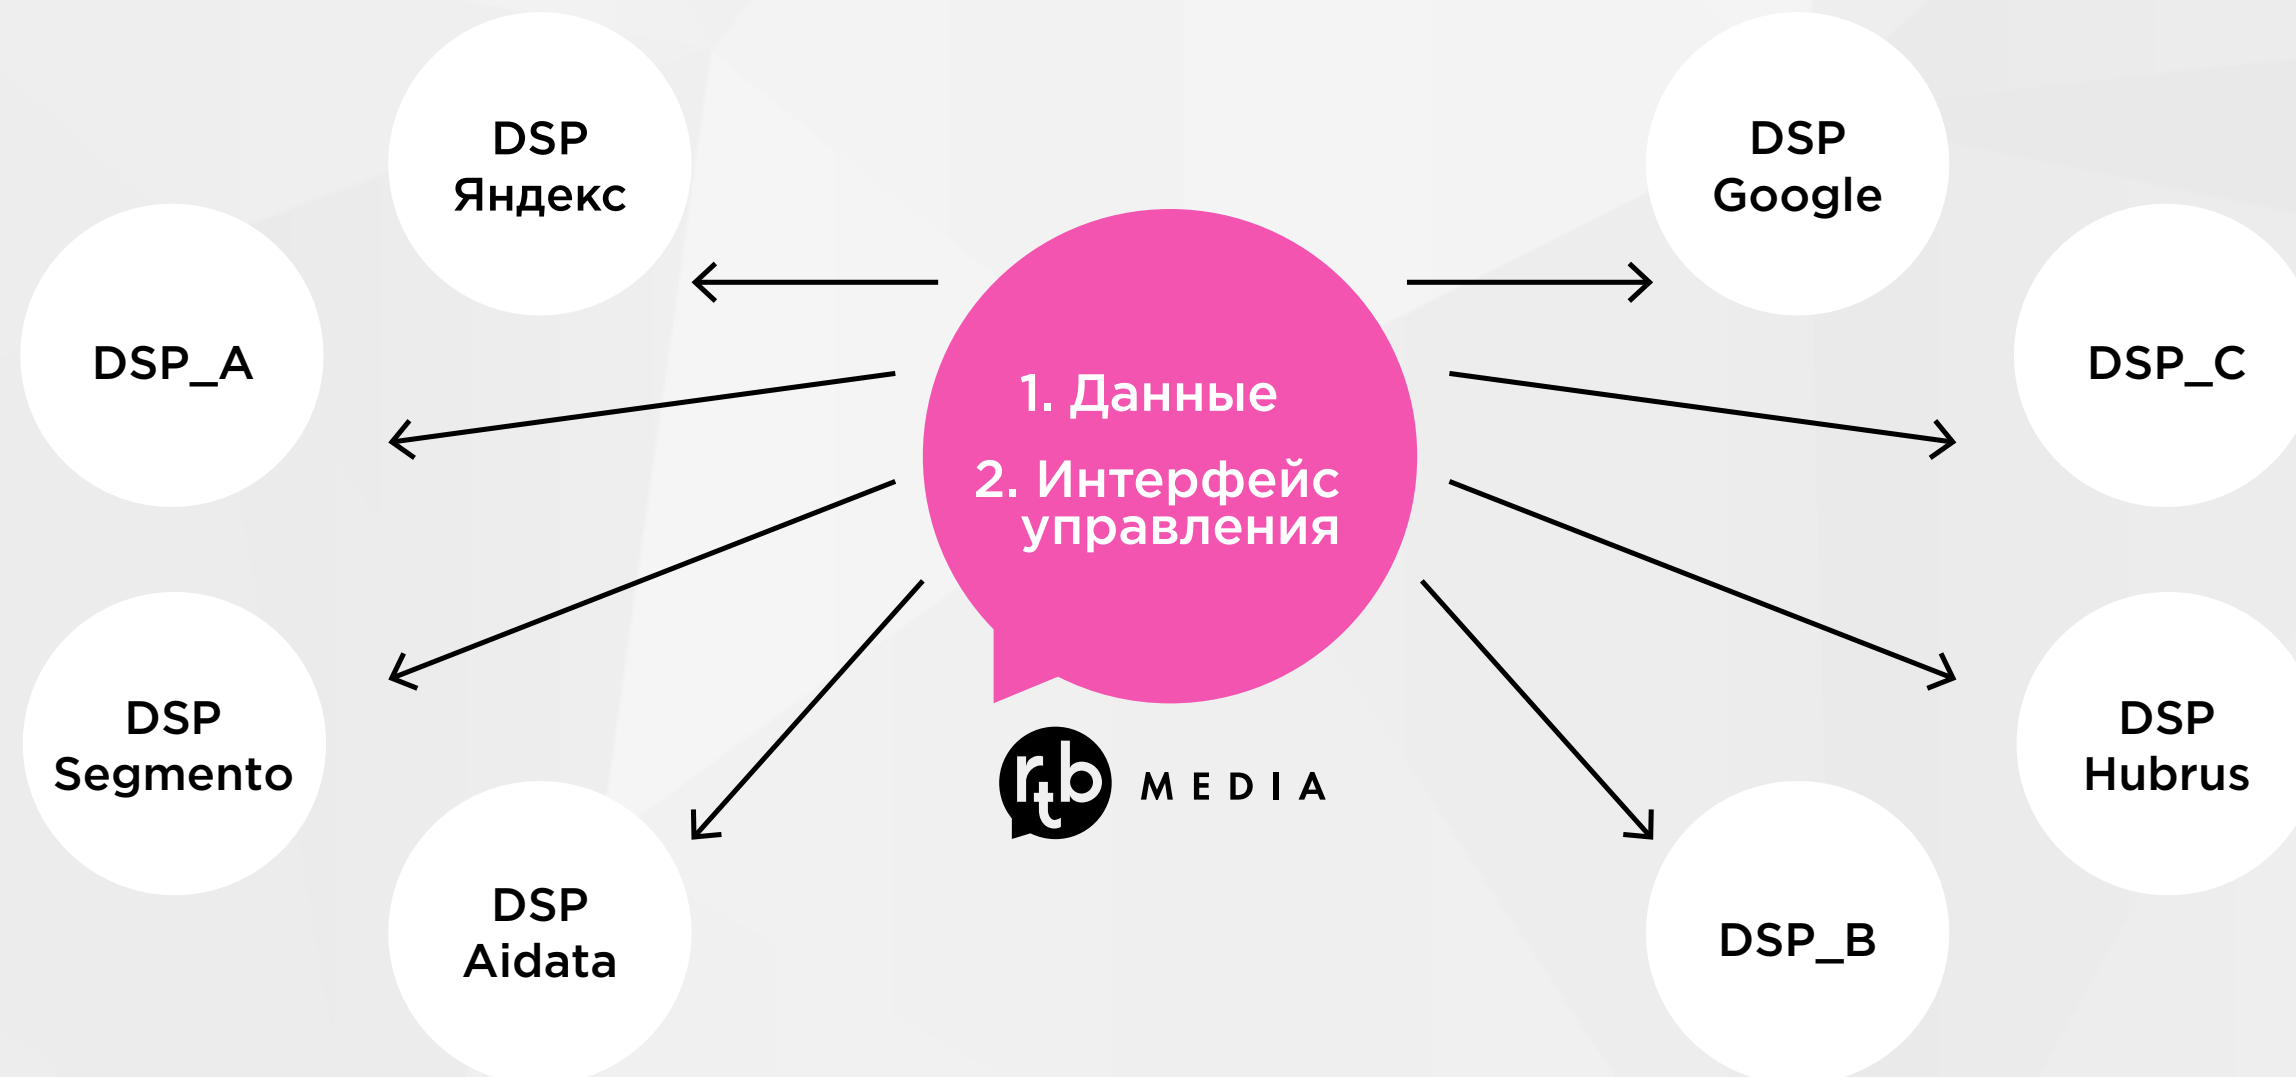 DSP
Яндекс
DSP
Google
DSP_A
DSP_C
1. Данные
2. Интерфейс
управления
DSP
Segmento
DSP
Hubrus
rtb MEDIA
DSP
Aidata
DSP_B